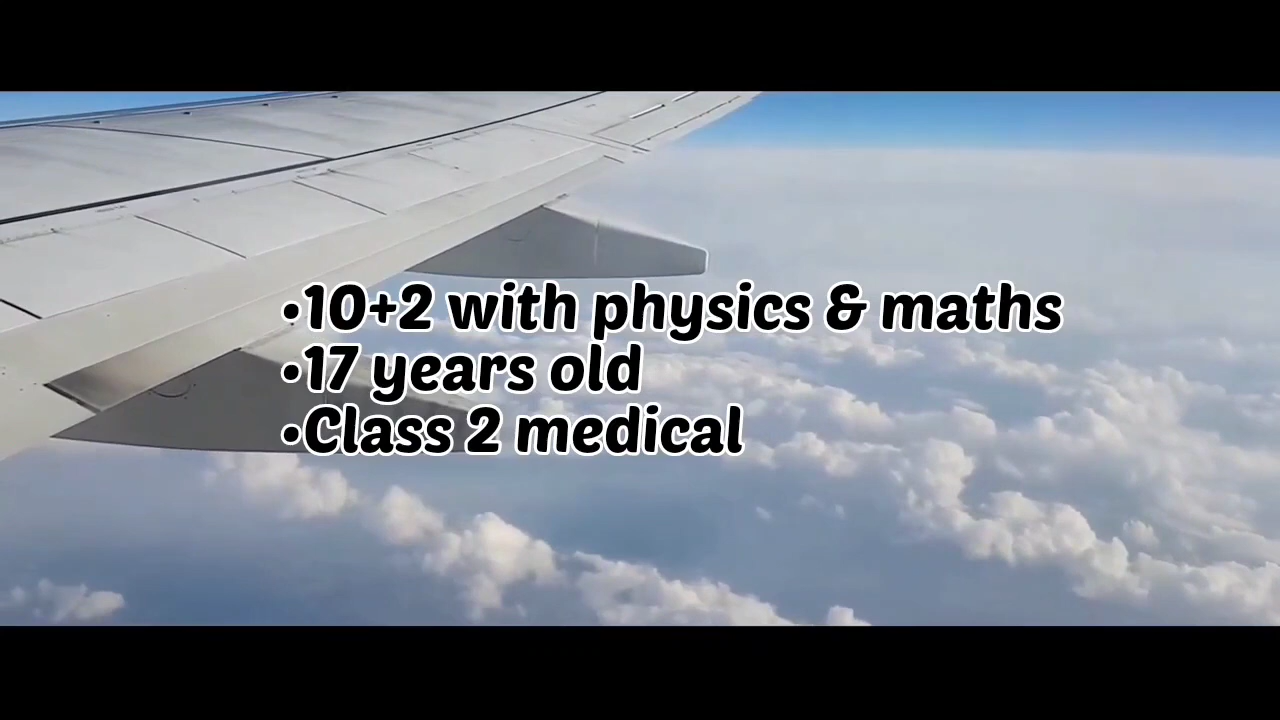 •10+2 with physics & maths
•17 years old
•Class 2 medical